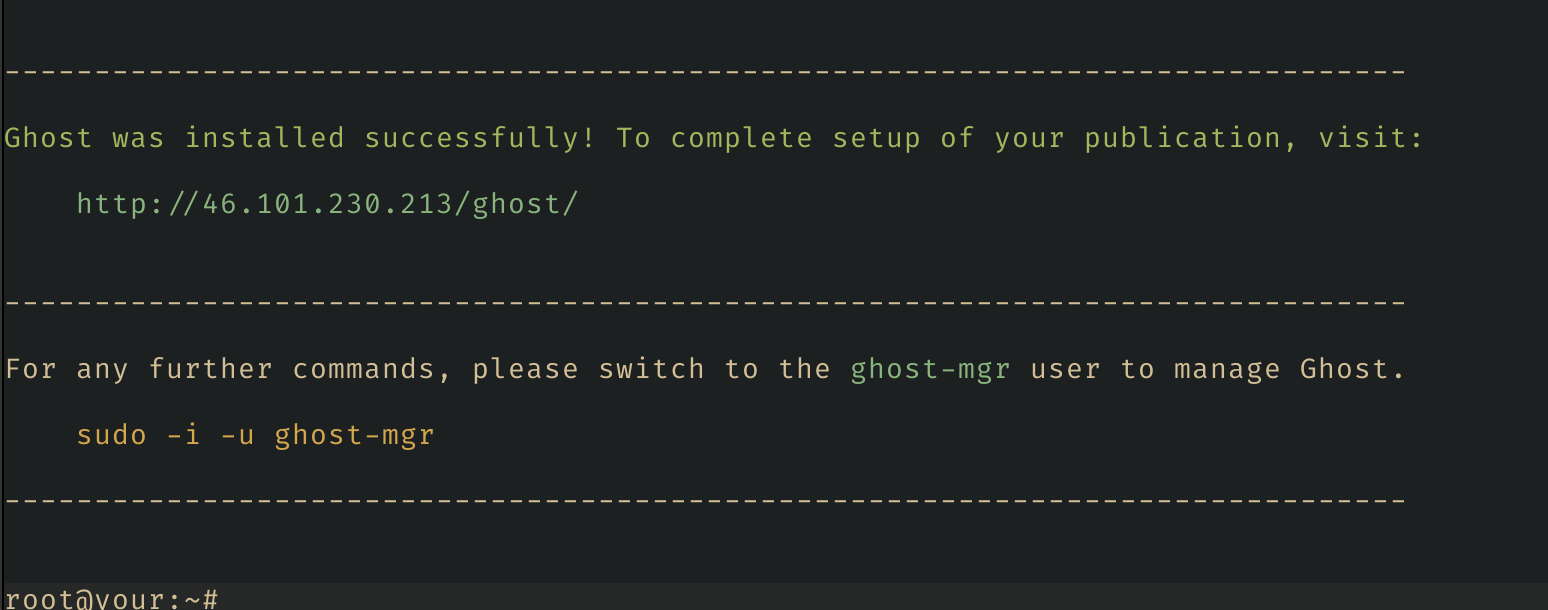 --------------------------------------------------------------------------------
Ghost was installed successfully! To complete setup of your publication, visit:
http://46.101.230.213/ghost/
--------------------------------------------------------------------------------
For any further commands, please switch to the ghost-mgr user to manage Ghost.
sudo -i -u ghost-mgr
--------------------------------------------------------------------------------
root@your:~#